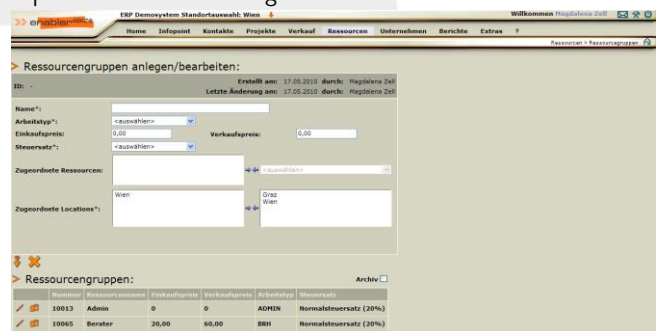 enabler
ERP Demosystem Standortauswahl: Wien
Willkommen Magdalena Zell
Home Infopoint Kontakte Projekte Verkauf Ressourcen Unternehmen Berichte Extras ?
Ressourcen > Ressourcegruppen
> Ressourcengruppen anlegen/bearbeiten:
ID: -
Erstellt am: 17.05.2010 durch: Magdalena Zell
Letzte Änderung am: 17.05.2010 durch: Magdalena Zell
Name*:
Arbeitstyp*: <auswählen>
Einkaufspreis: 0,00 Verkaufspreis: 0,00
Steuersatz*: <auswählen>
Zugeordnete Ressourcen: <auswählen>
Wien
Graz
Wien
Zugeordnete Locations*:
> Ressourcengruppen:
Archiv
Nummer Ressourcenname Einkaufspreis Verkaufspreis Arbeitstyp Steuersatz
10013 Admin 0 0 ADMIN Normalsteuersatz (20%)
10065 Berater 20,00 60,00 BRH Normalsteuersatz (20%)